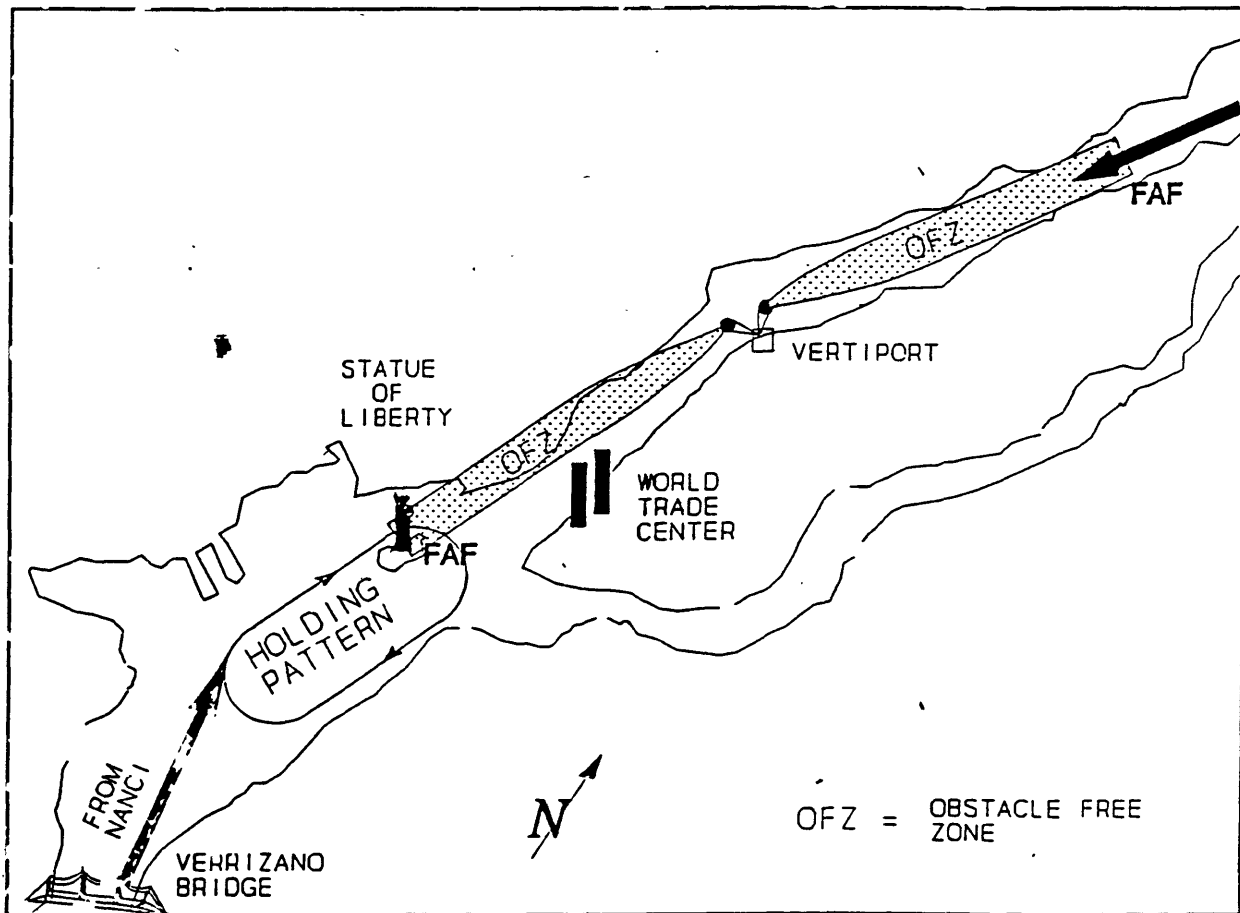 FAF
OFZ
VERTIPORT
STATUE
OF
LIBERTY
OFZ
WORLD
TRADE
CENTER
FAF
HOLDING
PATTERN
FROM
NANCI
N
OFZ = OBSTACLE FREE
ZONE
VERRIZANO
BRIDGE